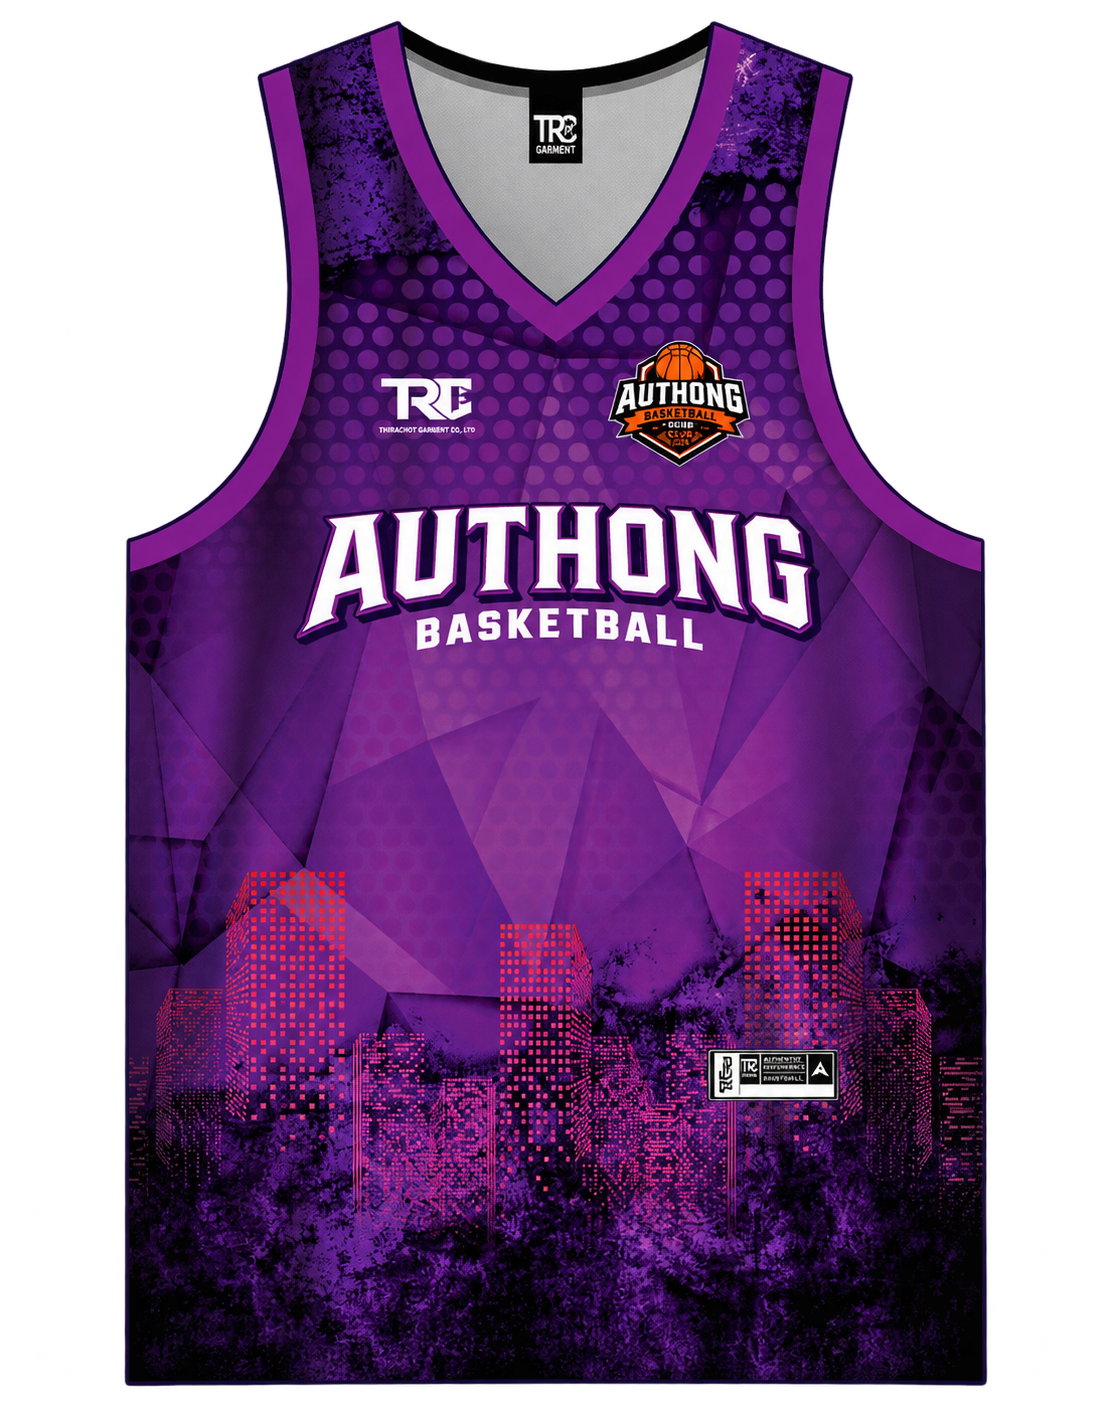 TRC
GARMENT
TRC
THIRACHOT GARMENT CO., LTD
AUTHONG
BASKETBALL
AUTHONG
BASKETBALL